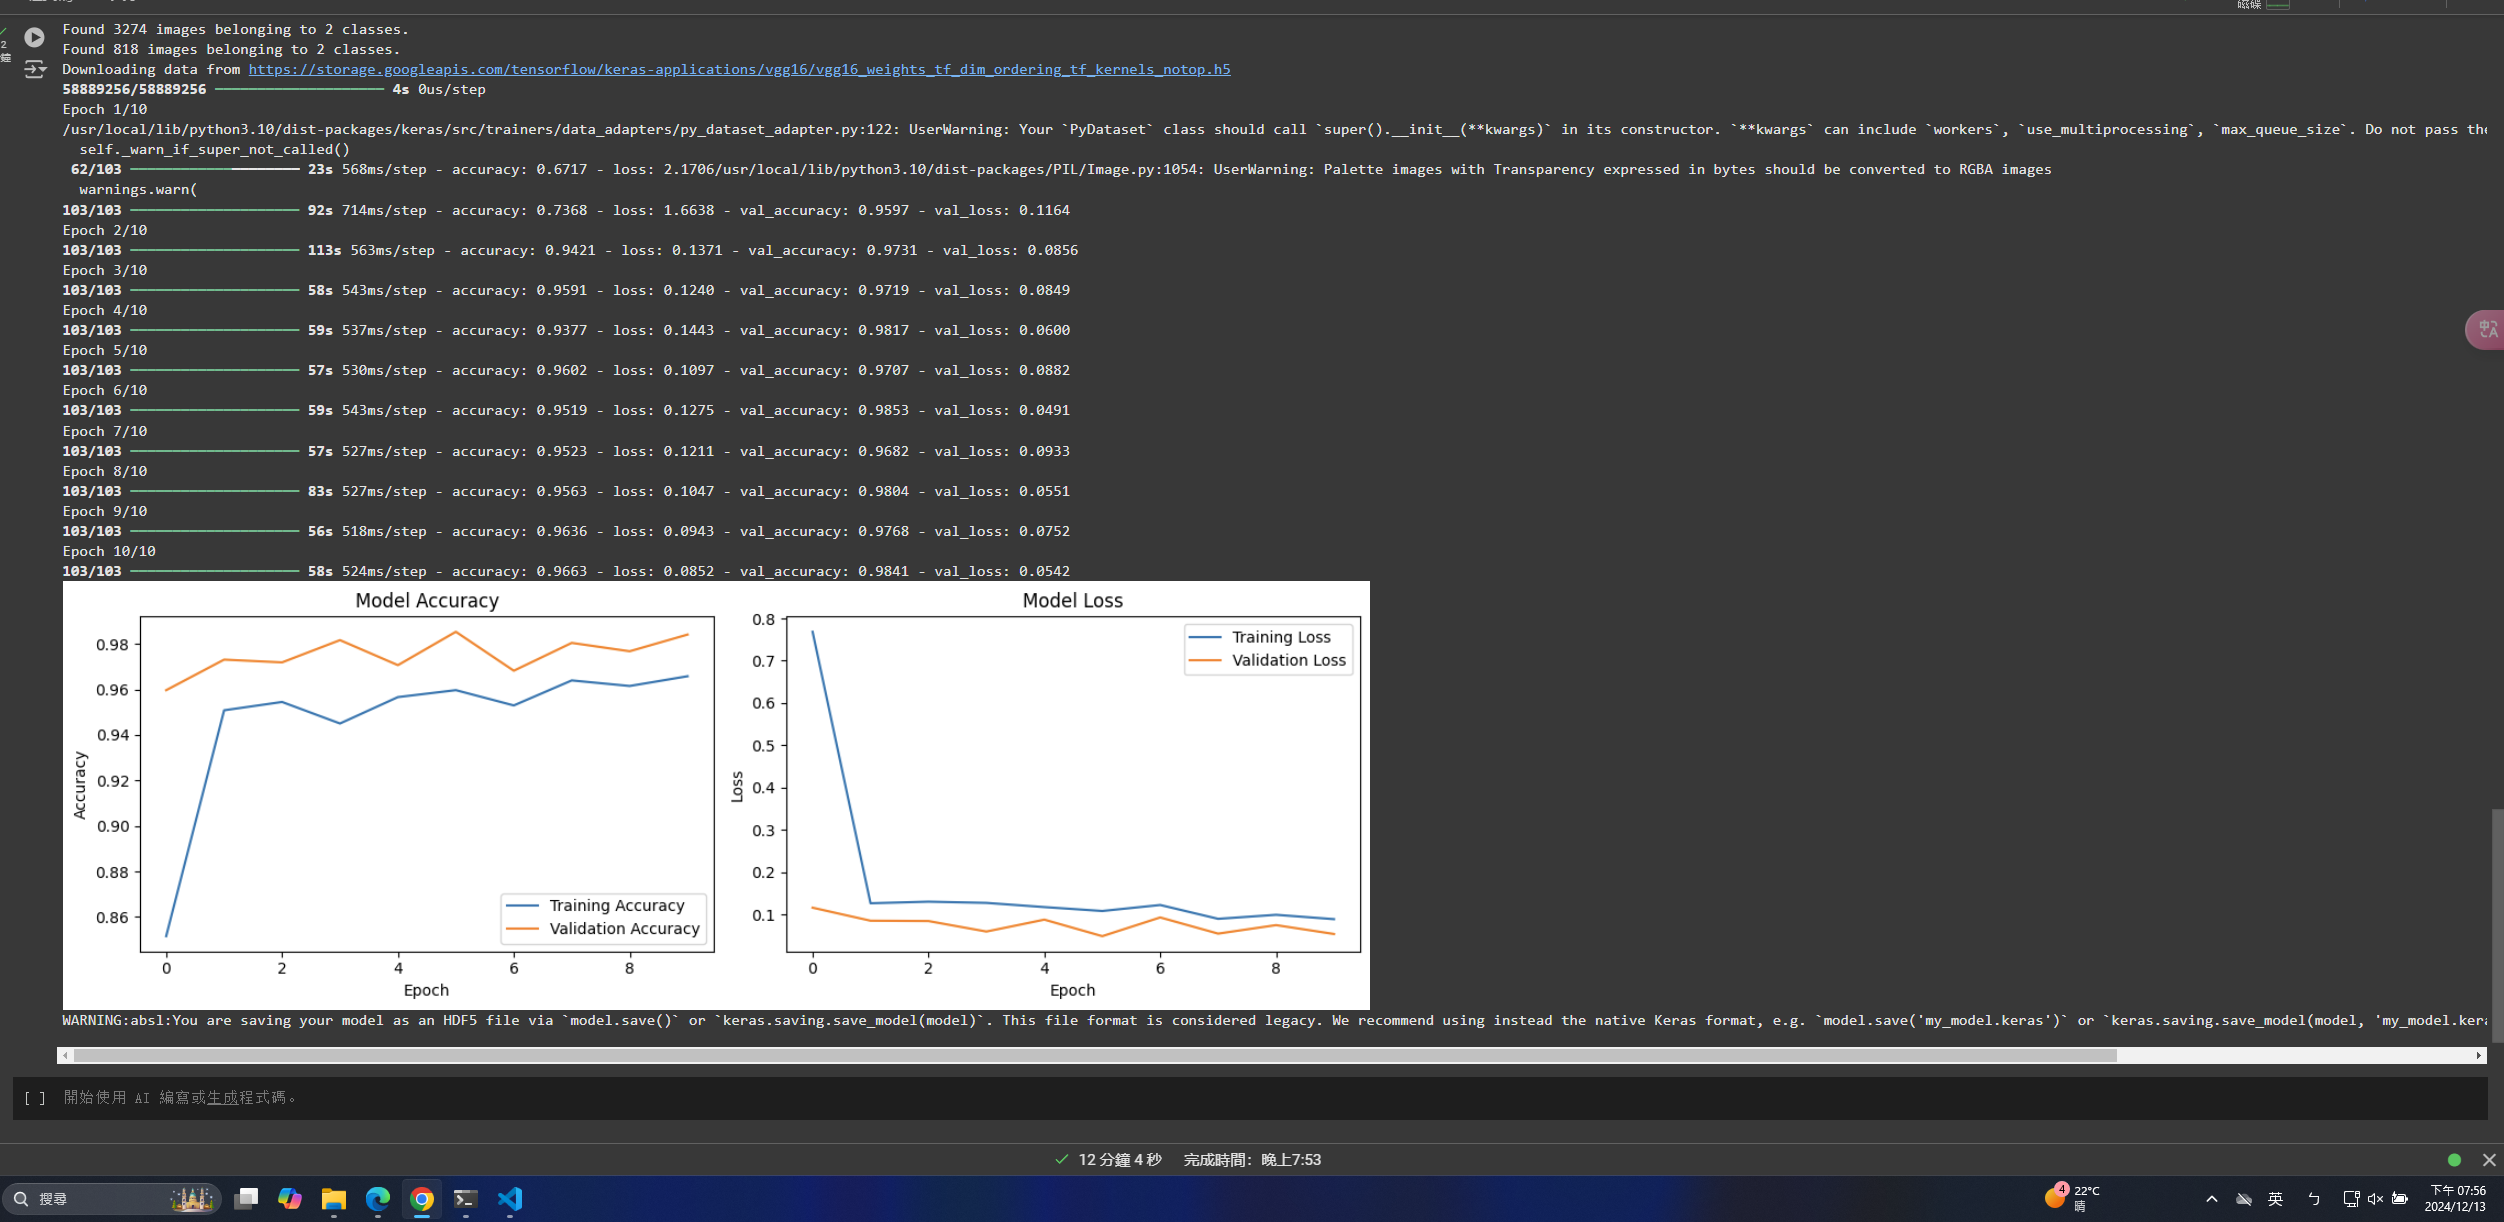 磁碟
Found 3274 images belonging to 2 classes.
Found 818 images belonging to 2 classes.
Downloading data from https://storage.googleapis.com/tensorflow/keras-applications/vgg16/vgg16_weights_tf_dim_ordering_tf_kernels_notop.h5
58889256/58889256 4s 0us/step
Epoch 1/10
/usr/local/lib/python3.10/dist-packages/keras/src/trainers/data_adapters/py_dataset_adapter.py:122: UserWarning: Your `PyDataset` class should call `super().__init__(**kwargs)` in its constructor. `**kwargs` can include `workers`, `use_multiprocessing`, `max_queue_size`. Do not pass the
self._warn_if_super_not_called()
62/103 23s 568ms/step - accuracy: 0.6717 - loss: 2.1706/usr/local/lib/python3.10/dist-packages/PIL/Image.py:1054: UserWarning: Palette images with Transparency expressed in bytes should be converted to RGBA images
warnings.warn(
103/103 92s 714ms/step - accuracy: 0.7368 - loss: 1.6638 - val_accuracy: 0.9597 - val_loss: 0.1164
Epoch 2/10
103/103 113s 563ms/step - accuracy: 0.9421 - loss: 0.1371 - val_accuracy: 0.9731 - val_loss: 0.0856
Epoch 3/10
103/103 58s 543ms/step - accuracy: 0.9591 - loss: 0.1240 - val_accuracy: 0.9719 - val_loss: 0.0849
Epoch 4/10
103/103 59s 537ms/step - accuracy: 0.9377 - loss: 0.1443 - val_accuracy: 0.9817 - val_loss: 0.0600
Epoch 5/10
103/103 57s 530ms/step - accuracy: 0.9602 - loss: 0.1097 - val_accuracy: 0.9707 - val_loss: 0.0882
Epoch 6/10
103/103 59s 543ms/step - accuracy: 0.9519 - loss: 0.1275 - val_accuracy: 0.9853 - val_loss: 0.0491
Epoch 7/10
103/103 57s 527ms/step - accuracy: 0.9523 - loss: 0.1211 - val_accuracy: 0.9682 - val_loss: 0.0933
Epoch 8/10
103/103 83s 527ms/step - accuracy: 0.9563 - loss: 0.1047 - val_accuracy: 0.9804 - val_loss: 0.0551
Epoch 9/10
103/103 56s 518ms/step - accuracy: 0.9636 - loss: 0.0943 - val_accuracy: 0.9768 - val_loss: 0.0752
Epoch 10/10
103/103 58s 524ms/step - accuracy: 0.9663 - loss: 0.0852 - val_accuracy: 0.9841 - val_loss: 0.0542
Model Accuracy
0.98
0.96
0.94
0.92
0.90
0.88
0.86
Accuracy
Training Accuracy
Validation Accuracy
0 2 4 6 8
Epoch
Model Loss
0.8
0.7
0.6
0.5
0.4
0.3
0.2
0.1
Loss
Training Loss
Validation Loss
0 2 4 6 8
Epoch
WARNING:absl:You are saving your model as an HDF5 file via `model.save()` or `keras.saving.save_model(model)`. This file format is considered legacy. We recommend using instead the native Keras format, e.g. `model.save('my_model.keras')` or `keras.saving.save_model(model, 'my_model.kera
[ ] 開始使用 AI 編寫或生成程式碼。
12 分鐘 4 秒 完成時間：晚上7:53
搜尋
4
22°C
晴
英
ㄅ
下午 07:56
2024/12/13